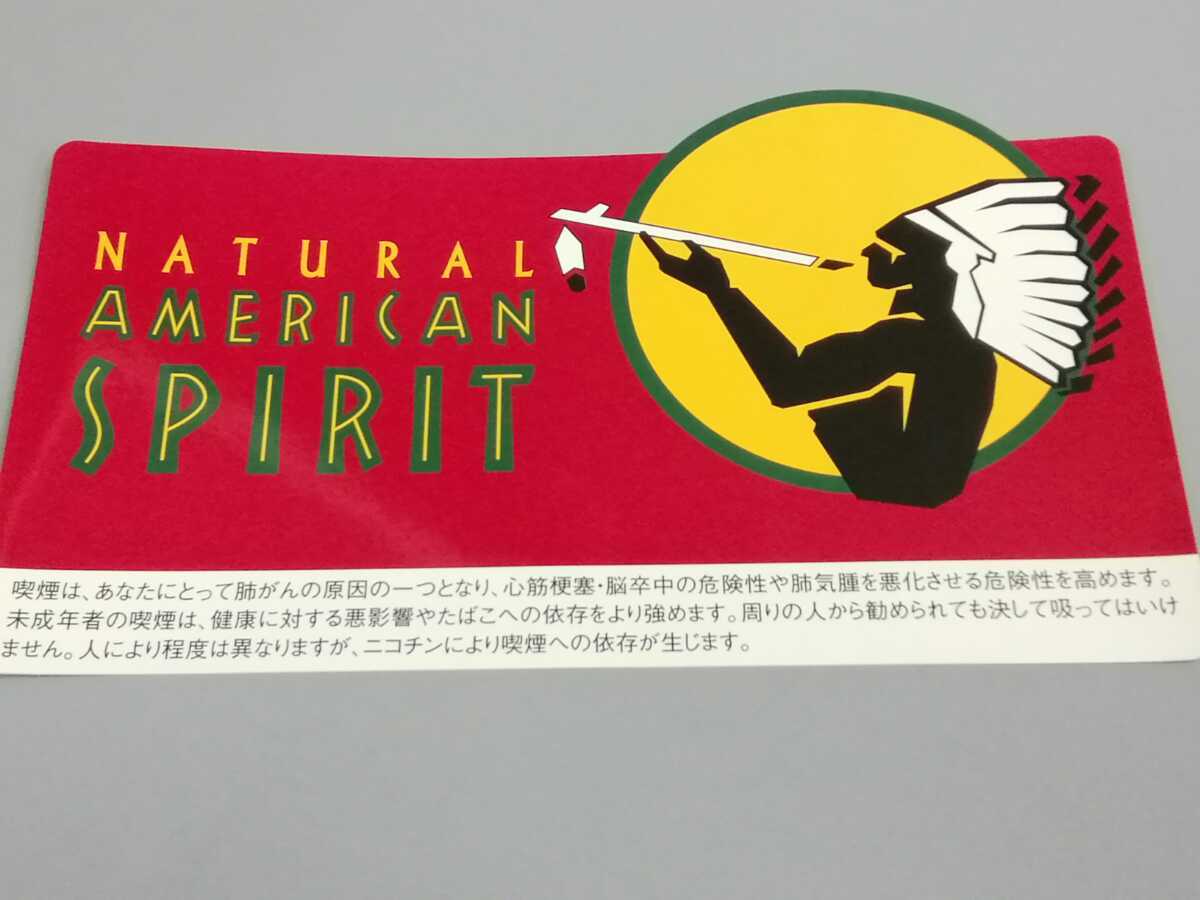 NATURAL
AMERICAN
SPIRIT
喫煙は、あなたにとって肺がんの原因の一つとなり、心筋梗塞・脳卒中の危険性や肺気腫を悪化させる危険性を高めます。
未成年者の喫煙は、健康に対する悪影響やたばこへの依存をより強めます。周りの人から勧められても決して吸ってはいけ
ません。人により程度は異なりますが、ニコチンにより喫煙への依存が生じます。